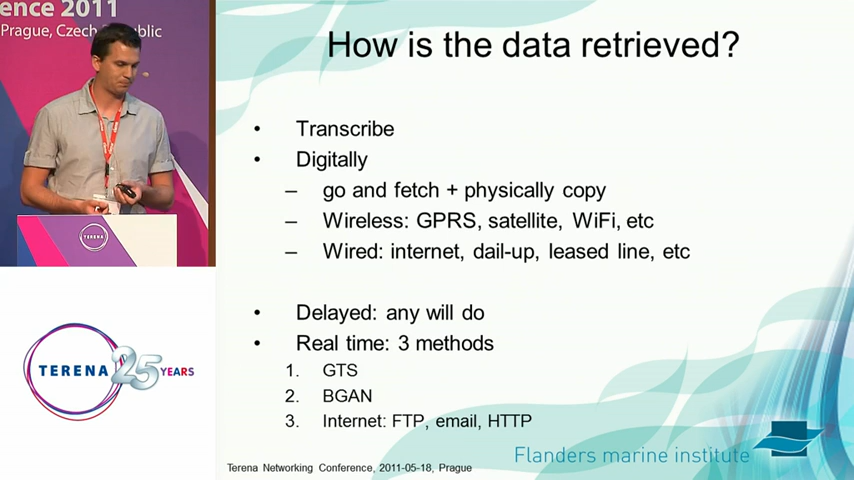 ence 2011
Prague, Czech Republic
TERENA
TERENA 25 YEARS
How is the data retrieved?
• Transcribe
• Digitally
– go and fetch + physically copy
– Wireless: GPRS, satellite, WiFi, etc
– Wired: internet, dail-up, leased line, etc
• Delayed: any will do
• Real time: 3 methods
1. GTS
2. BGAN
3. Internet: FTP, email, HTTP
Flanders marine institute
Terena Networking Conference, 2011-05-18, Prague